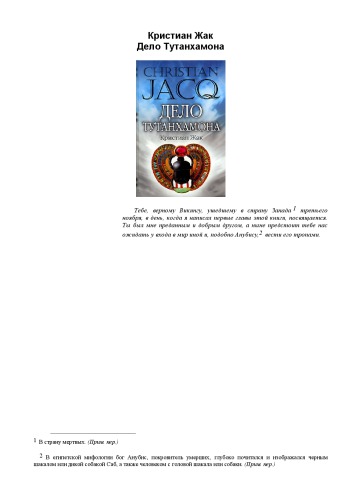 Кристиан Жак
Дело Тутанхамона
CHRISTIAN
JACQ
ДЕЛО
ТУТАНХАМОНА
Кристиан Жак
Тебе, верному Викингу, ушедшему в страну Запада 1 третьего
ноября, в день, когда я написал первые главы этой книги, посвящается.
Ты был мне преданным и добрым другом, а ныне предстоит тебе нас
ожидать у входа в мир иной и, подобно Анубису,2 вести его тропами.
1 В страну мертвых. (Прим. пер.)
2 В египетской мифологии бог Анубис, покровитель умерших, глубоко почитался и изображался черным
шакалом или дикой собакой Саб, а также человеком с головой шакала или собаки. (Прим. пер.)